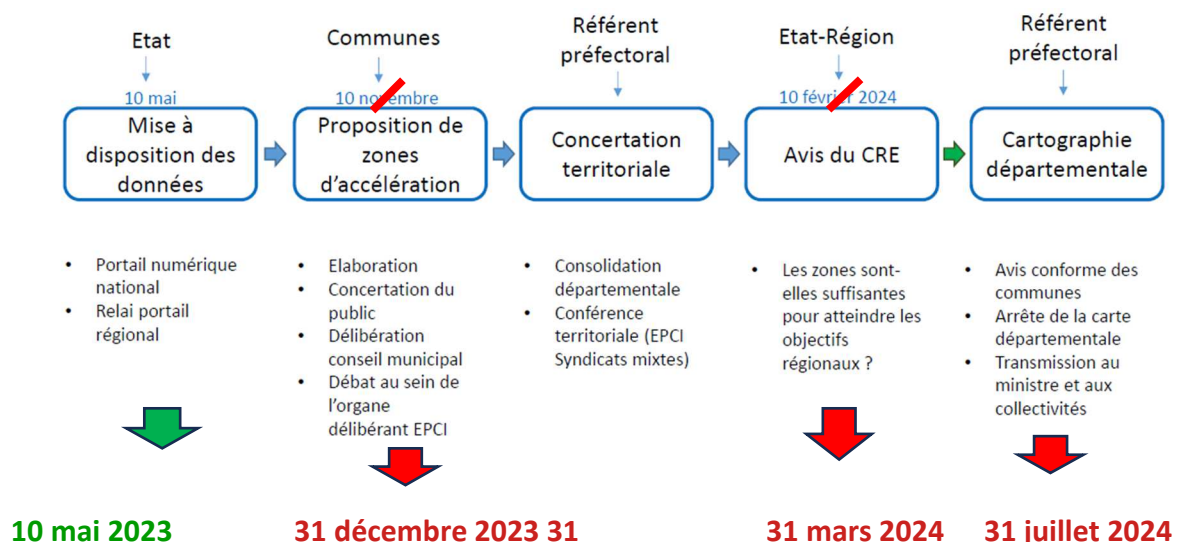 Etat
10 mai
Mise à
disposition des
données
Communes
10 novembre
Proposition de
zones
d'accélération
Référent
préfectoral
Concertation
territoriale
Etat-Région
10 février 2024
Avis du CRE
Référent
préfectoral
Cartographie
départementale
• Portail numérique
national
• Relai portail
régional
• Elaboration
• Concertation du
public
• Délibération
conseil municipal
• Débat au sein de
l'organe
délibérant EPCI
• Consolidation
départementale
• Conférence
territoriale (EPCI
Syndicats mixtes)
• Les zones sont-
elles suffisantes
pour atteindre les
objectifs
régionaux ?
• Avis conforme des
communes
• Arrête de la carte
départementale
• Transmission au
ministre et aux
collectivités
10 mai 2023
31 décembre 2023 31
31 mars 2024
31 juillet 2024